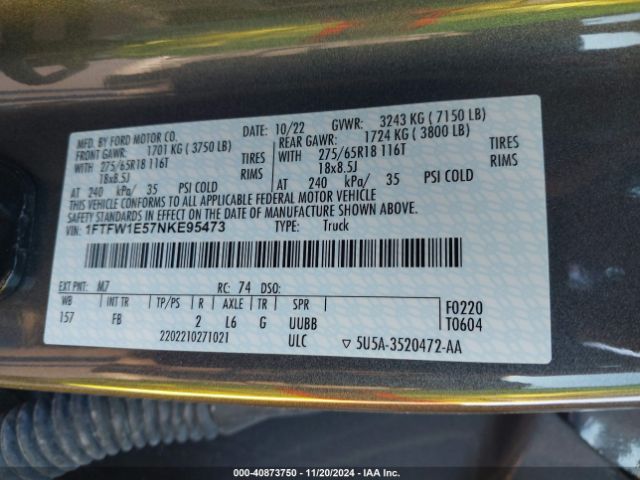 MFD. BY FORD MOTOR CO. DATE: 10/22 GVWR: 3243 KG ( 7150 LB)
FRONT GAWR: 1701 KG ( 3750 LB) REAR GAWR: 1724 KG ( 3800 LB)
WITH 275/65R18 116T TIRES WITH 275/65R18 116T TIRES
18x8.5J RIMS 18x8.5J RIMS
AT 240 kPa/ 35 PSI COLD AT 240 kPa/ 35 PSI COLD
THIS VEHICLE CONFORMS TO ALL APPLICABLE FEDERAL MOTOR VEHICLE
SAFETY STANDARDS IN EFFECT ON THE DATE OF MANUFACTURE SHOWN ABOVE.
VIN: 1FTFW1E57NKE95473 TYPE: Truck
EXT PNT: M7 RC: 74 DSO:
WB INT TR TP/PS R AXLE TR SPR F0220
157 FB 2 L6 G UUBB T0604
2202210271021 ULC ▽ 5U5A-3520472-AA
00-40873750 | 11/20/2024 | IAA Inc.